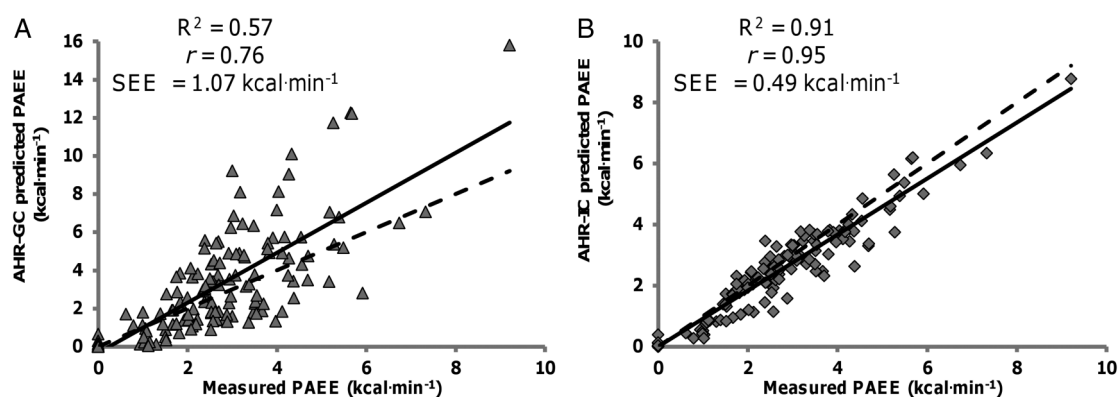 A
R² = 0.57
r = 0.76
SEE = 1.07 kcal·min⁻¹
AHR-GC predicted PAEE
(kcal·min⁻¹)
16
14
12
10
8
6
4
2
0
0 2 4 6 8 10
Measured PAEE (kcal·min⁻¹)
B
R² = 0.91
r = 0.95
SEE = 0.49 kcal·min⁻¹
AHR-IC predicted PAEE
(kcal·min⁻¹)
10
8
6
4
2
0
0 2 4 6 8 10
Measured PAEE (kcal·min⁻¹)